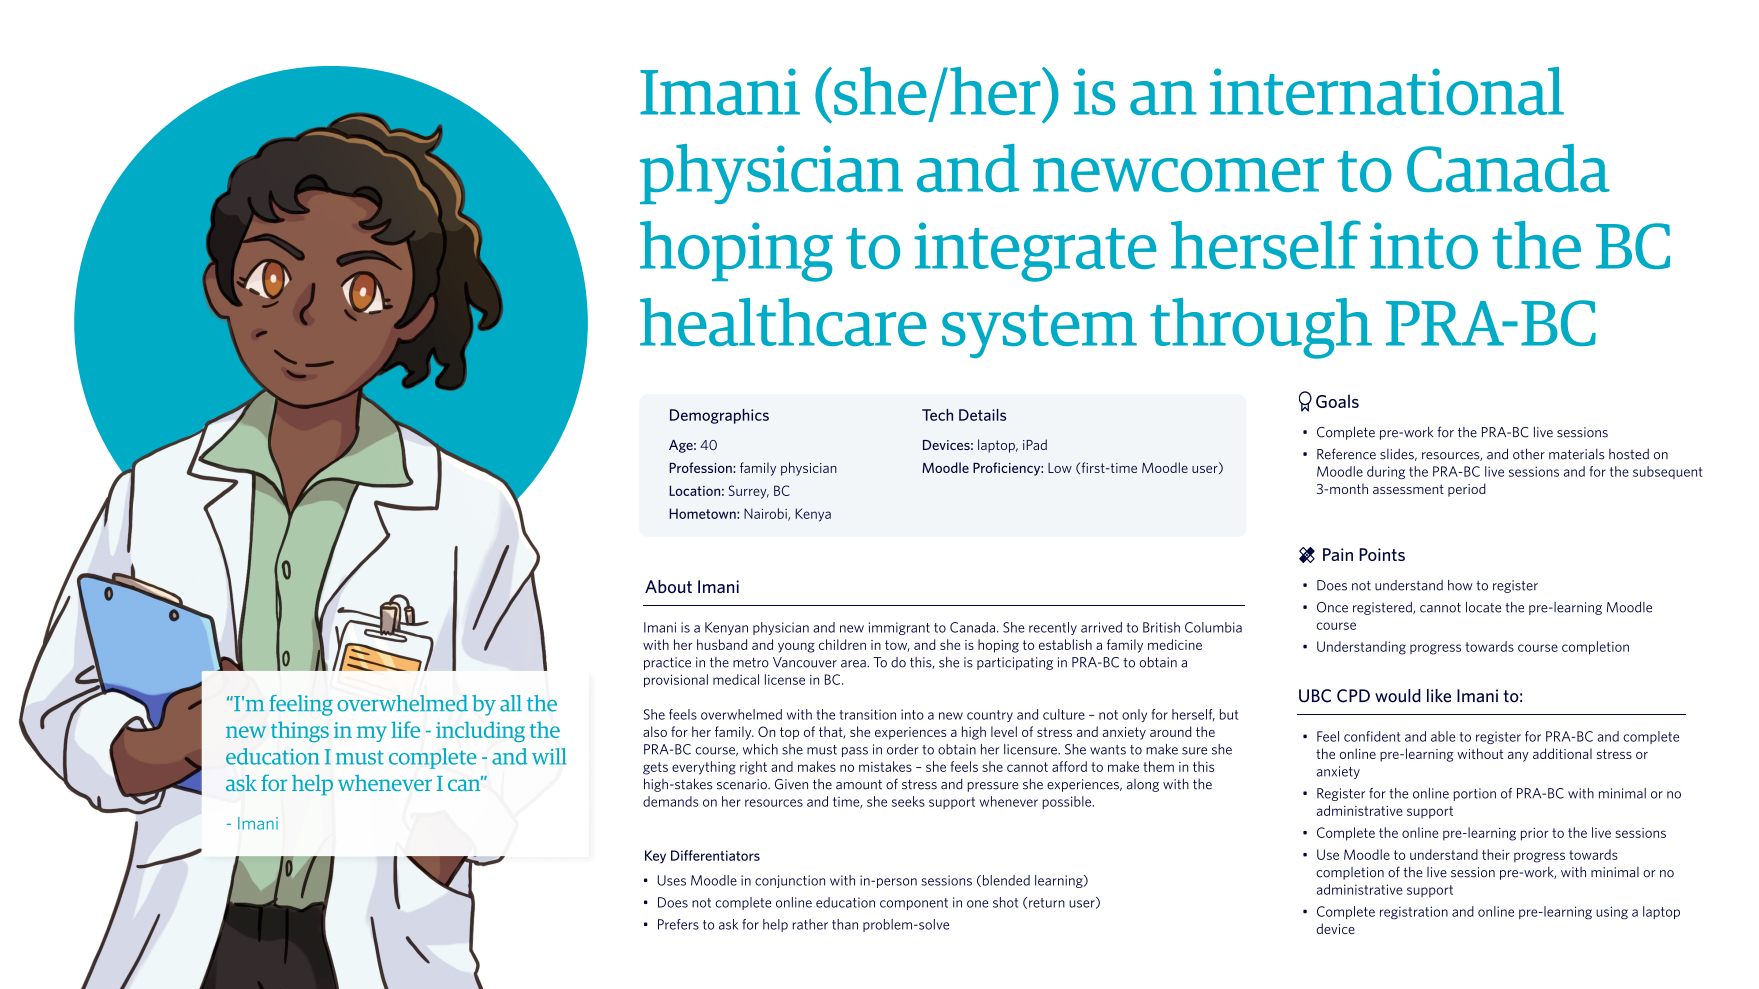 Imani (she/her) is an international
physician and newcomer to Canada
hoping to integrate herself into the BC
healthcare system through PRA-BC
Demographics
Age: 40
Profession: family physician
Location: Surrey, BC
Hometown: Nairobi, Kenya
Tech Details
Devices: laptop, iPad
Moodle Proficiency: Low (first-time Moodle user)
About Imani
Imani is a Kenyan physician and new immigrant to Canada. She recently arrived to British Columbia
with her husband and young children in tow, and she is hoping to establish a family medicine
practice in the metro Vancouver area. To do this, she is participating in PRA-BC to obtain a
provisional medical license in BC.
She feels overwhelmed with the transition into a new country and culture – not only for herself, but
also for her family. On top of that, she experiences a high level of stress and anxiety around the
PRA-BC course, which she must pass in order to obtain her licensure. She wants to make sure she
gets everything right and makes no mistakes – she feels she cannot afford to make them in this
high-stakes scenario. Given the amount of stress and pressure she experiences, along with the
demands on her resources and time, she seeks support whenever possible.
Key Differentiators
• Uses Moodle in conjunction with in-person sessions (blended learning)
• Does not complete online education component in one shot (return user)
• Prefers to ask for help rather than problem-solve
Goals
• Complete pre-work for the PRA-BC live sessions
• Reference slides, resources, and other materials hosted on
Moodle during the PRA-BC live sessions and for the subsequent
3-month assessment period
Pain Points
• Does not understand how to register
• Once registered, cannot locate the pre-learning Moodle
course
• Understanding progress towards course completion
UBC CPD would like Imani to:
• Feel confident and able to register for PRA-BC and complete
the online pre-learning without any additional stress or
anxiety
• Register for the online portion of PRA-BC with minimal or no
administrative support
• Complete the online pre-learning prior to the live sessions
• Use Moodle to understand their progress towards
completion of the live session pre-work, with minimal or no
administrative support
• Complete registration and online pre-learning using a laptop
device
“I'm feeling overwhelmed by all the
new things in my life - including the
education I must complete - and will
ask for help whenever I can”
- Imani